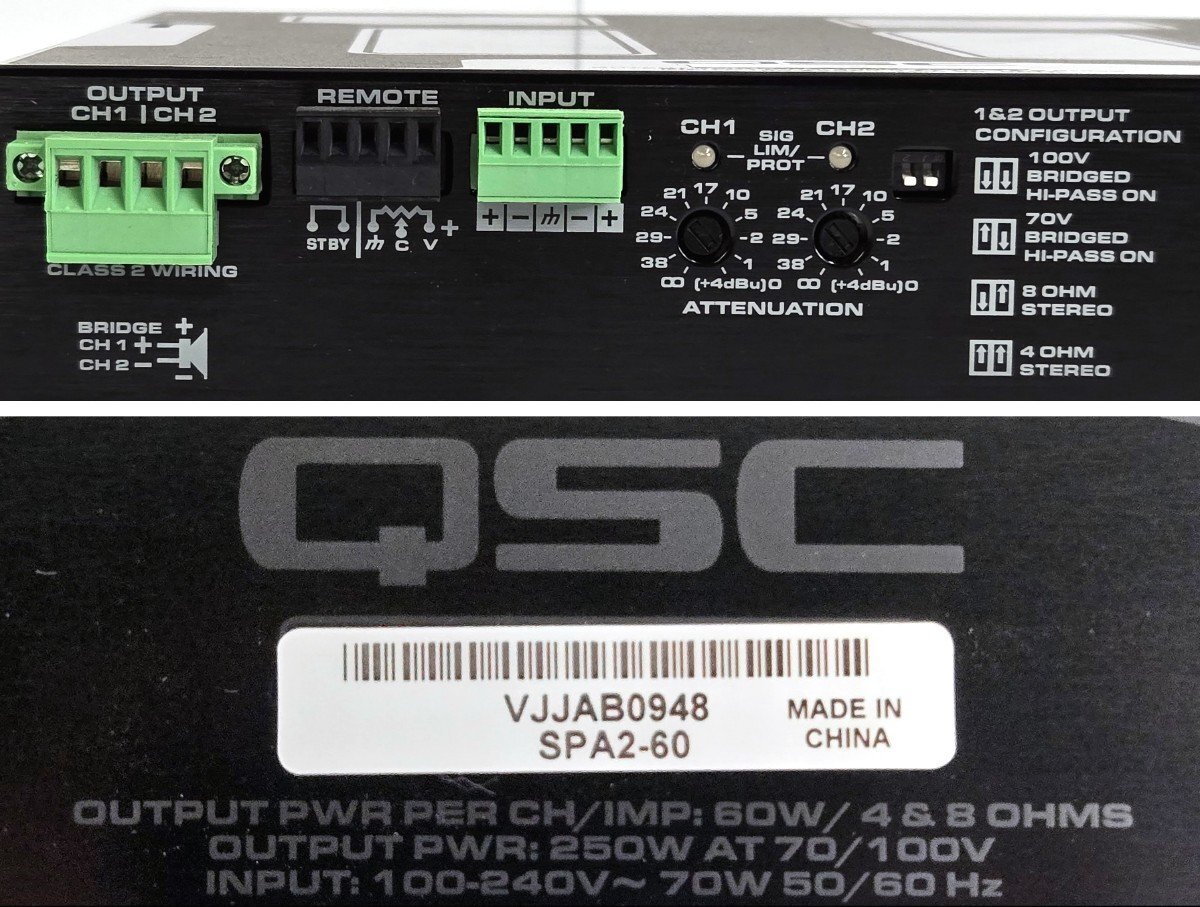 OUTPUT
CH1 | CH 2
CLASS 2 WIRING
BRIDGE +
CH 1 +
CH 2 −
−
REMOTE
STBY
C V +
INPUT
+ − − +
CH1 SIG LIM/PROT CH2
21 17 10
24 5
29 2
38 1
∞ (+4dBu) 0
21 17 10
24 5
29 2
38 1
∞ (+4dBu) 0
ATTENUATION
1&2 OUTPUT
CONFIGURATION
↓↓ 100V
BRIDGED
HI-PASS ON
↑↓ 70V
BRIDGED
HI-PASS ON
↓↑ 8 OHM
STEREO
↑↑ 4 OHM
STEREO
QSC
VJJAB0948
SPA2-60
MADE IN
CHINA
OUTPUT PWR PER CH/IMP: 60W/ 4 & 8 OHMS
OUTPUT PWR: 250W AT 70/100V
INPUT: 100-240V~ 70W 50/60 Hz